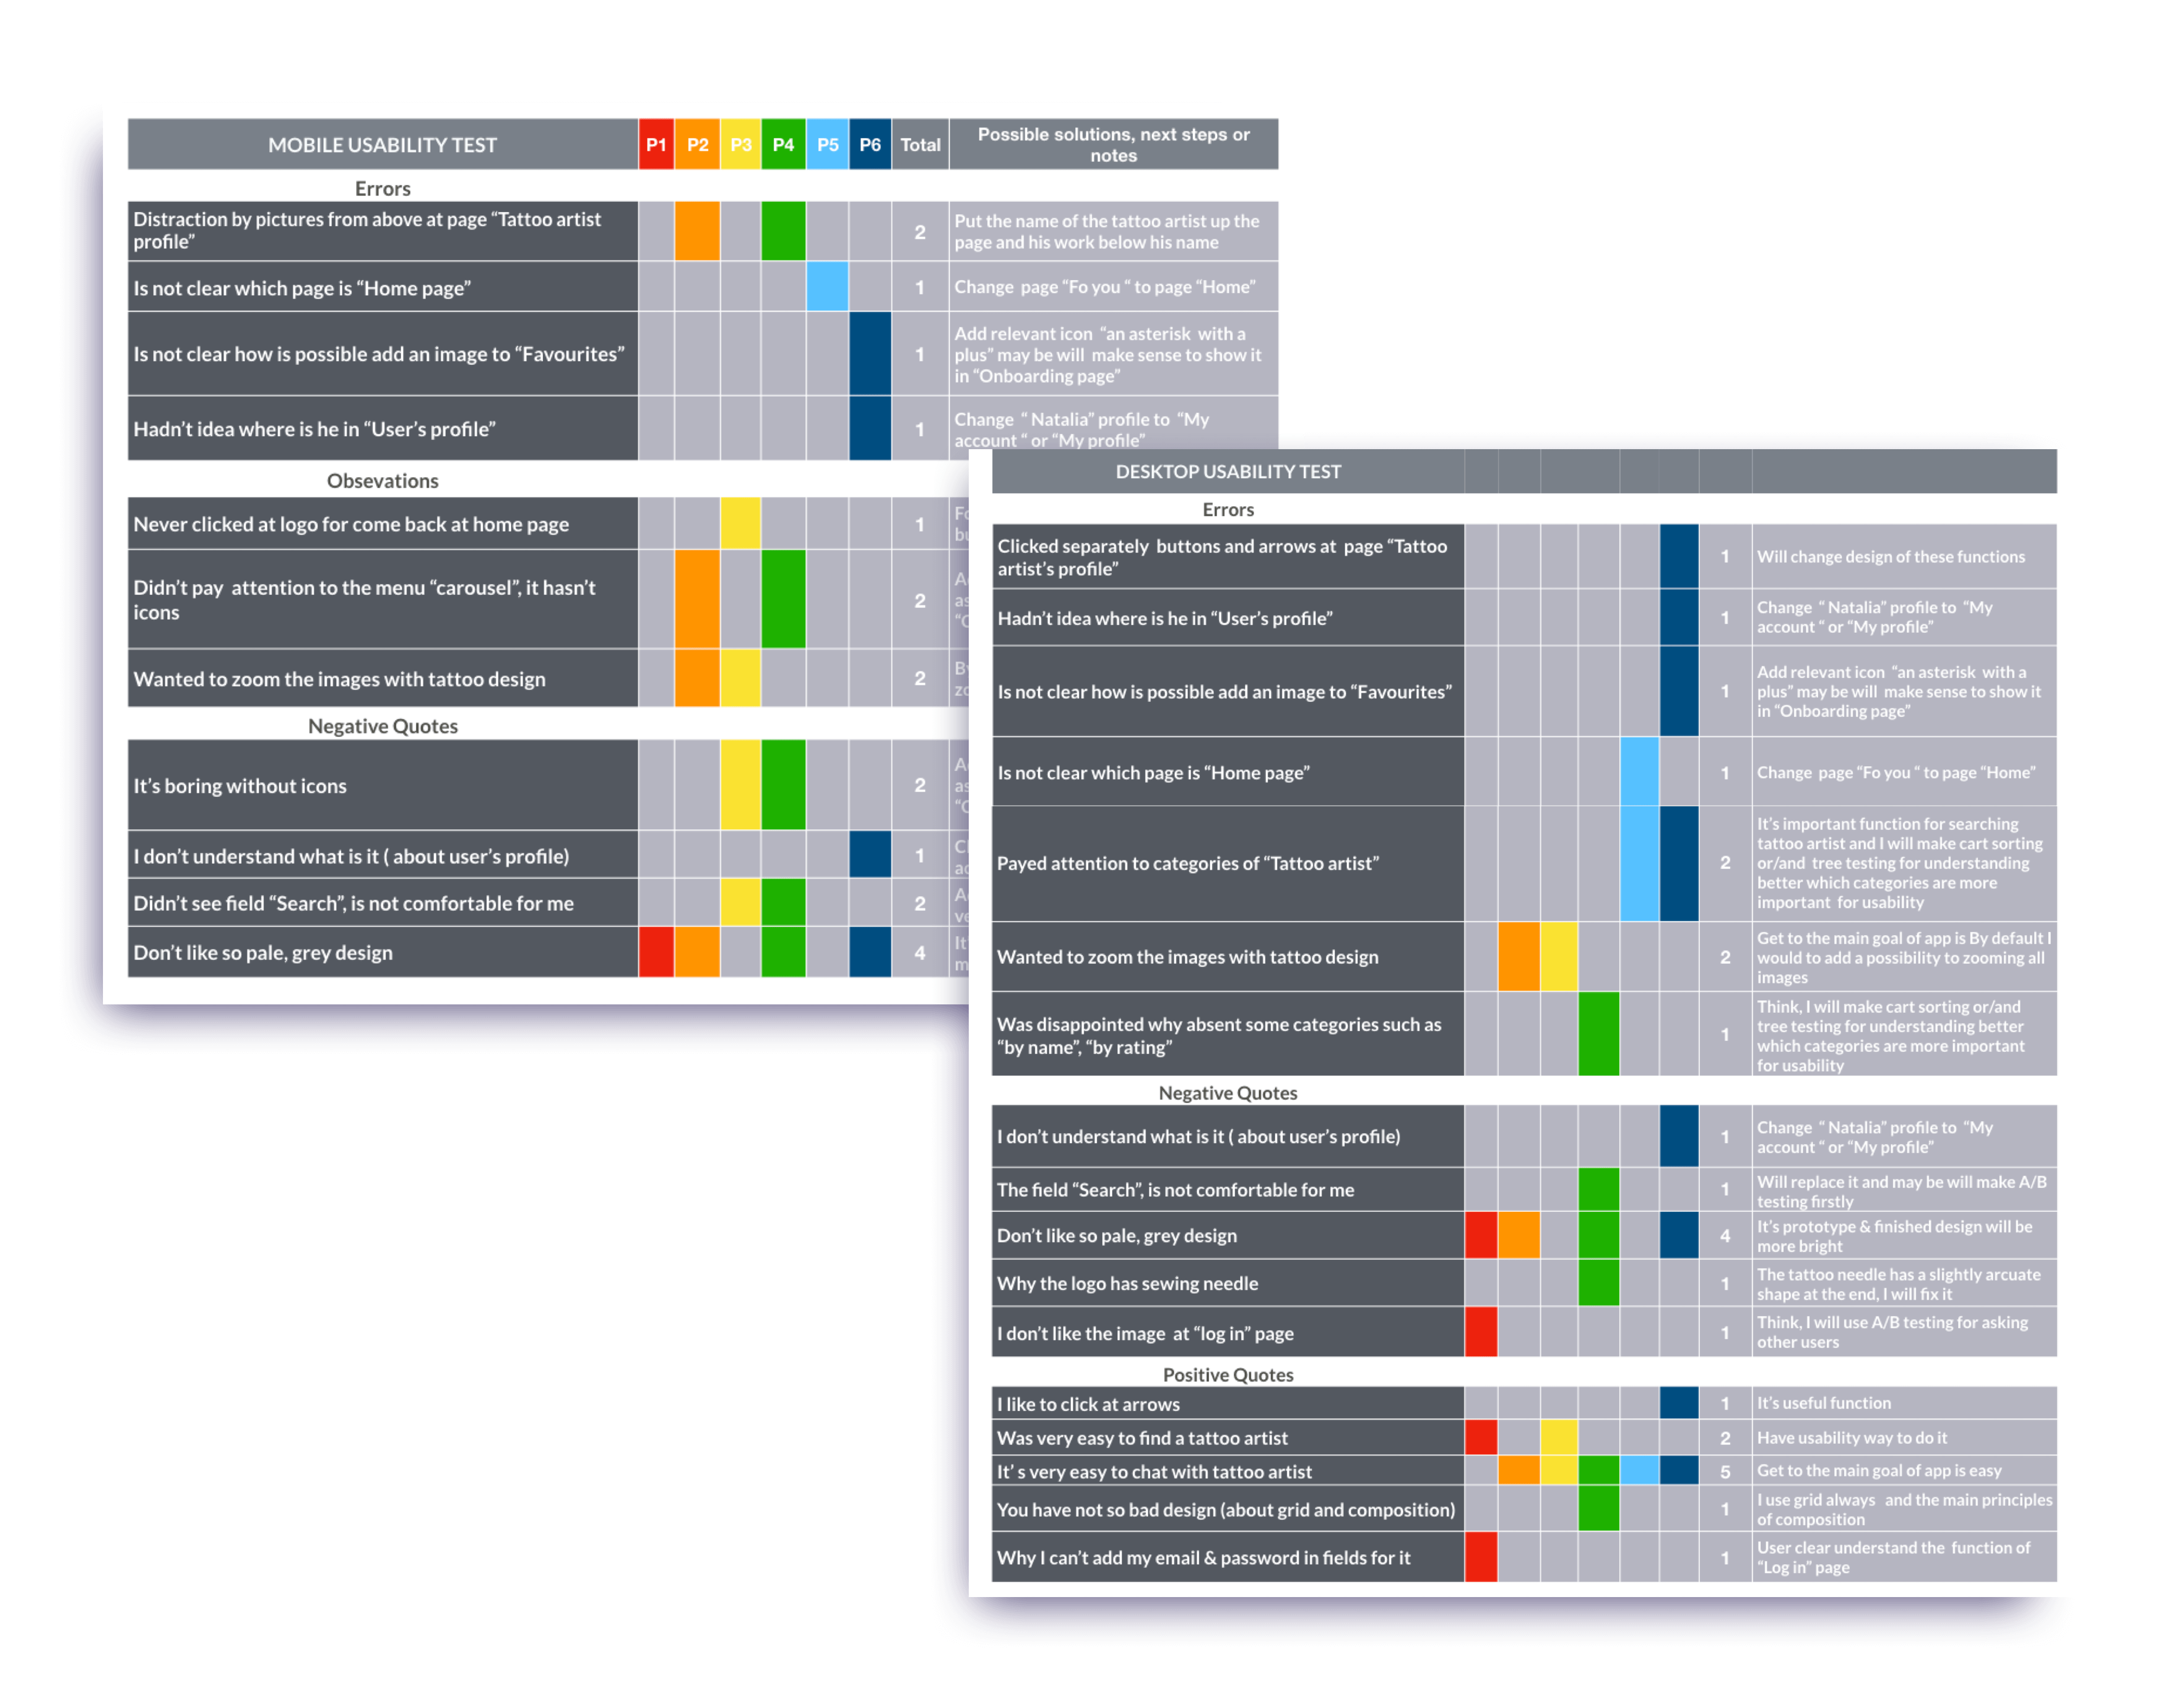 MOBILE USABILITY TEST P1 P2 P3 P4 P5 P6 Total Possible solutions, next steps or
notes
Errors
Distraction by pictures from above at page “Tattoo artist
profile”
2
Put the name of the tattoo artist up the
page and his work below his name
Is not clear which page is “Home page”
1
Change page “Fo you “ to page “Home”
Is not clear how is possible add an image to “Favourites”
1
Add relevant icon “an asterisk with a
plus” may be will make sense to show it
in “Onboarding page”
Hadn’t idea where is he in “User’s profile”
1
Change “ Natalia” profile to “My
account “ or “My profile”
Obsevations
Never clicked at logo for come back at home page
1
Didn’t pay attention to the menu “carousel”, it hasn’t
icons
2
Wanted to zoom the images with tattoo design
2
Negative Quotes
It’s boring without icons
2
I don’t understand what is it ( about user’s profile)
1
Didn’t see field “Search”, is not comfortable for me
2
Don’t like so pale, grey design
4
It
DESKTOP USABILITY TEST
Errors
Clicked separately buttons and arrows at page “Tattoo
artist’s profile”
1
Will change design of these functions
Hadn’t idea where is he in “User’s profile”
1
Change “ Natalia” profile to “My
account “ or “My profile”
Is not clear how is possible add an image to “Favourites”
1
Add relevant icon “an asterisk with a
plus” may be will make sense to show it
in “Onboarding page”
Is not clear which page is “Home page”
1
Change page “Fo you “ to page “Home”
Payed attention to categories of “Tattoo artist”
2
It’s important function for searching
tattoo artist and I will make cart sorting
or/and tree testing for understanding
better which categories are more
important for usability
Wanted to zoom the images with tattoo design
2
Get to the main goal of app is By default I
would to add a possibility to zooming all
images
Was disappointed why absent some categories such as
“by name”, “by rating”
1
Think, I will make cart sorting or/and
tree testing for understanding better
which categories are more important
for usability
Negative Quotes
I don’t understand what is it ( about user’s profile)
1
Change “ Natalia” profile to “My
account “ or “My profile”
The field “Search”, is not comfortable for me
1
Will replace it and may be will make A/B
testing firstly
Don’t like so pale, grey design
4
It’s prototype & finished design will be
more bright
Why the logo has sewing needle
1
The tattoo needle has a slightly arcuate
shape at the end, I will fix it
I don’t like the image at “log in” page
1
Think, I will use A/B testing for asking
other users
Positive Quotes
I like to click at arrows
1
It’s useful function
Was very easy to find a tattoo artist
2
Have usability way to do it
It’ s very easy to chat with tattoo artist
5
Get to the main goal of app is easy
You have not so bad design (about grid and composition)
1
I use grid always and the main principles
of composition
Why I can’t add my email & password in fields for it
1
User clear understand the function of
“Log in” page